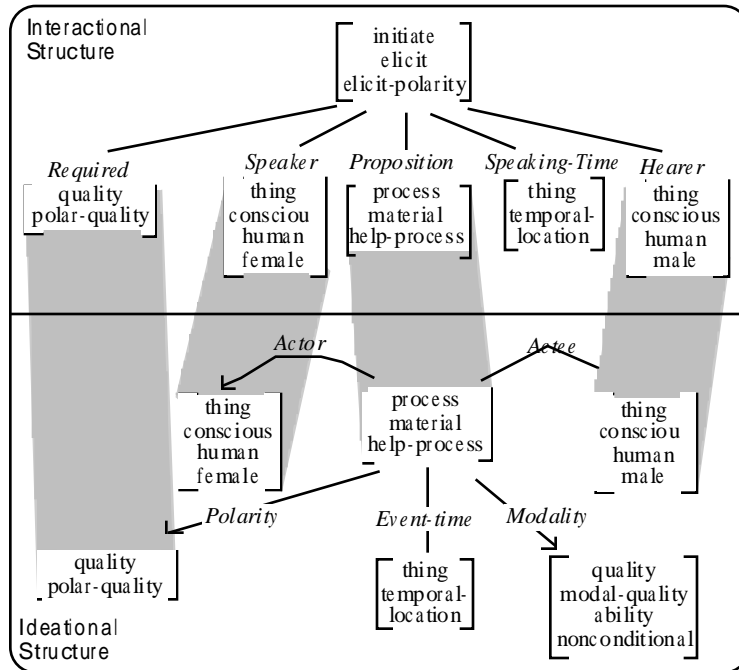 Interactional
Structure
initiate
elicit
elicit-polarity
Required
quality
polar-quality
Speaker
thing
consciou
human
female
Proposition
process
material
help-process
Speaking-Time
thing
temporal-
location
Hearer
thing
conscious
human
male
Actor
Actee
thing
conscious
human
female
process
material
help-process
thing
consciou
human
male
Polarity
Event-time
Modality
quality
polar-quality
thing
temporal-
location
quality
modal-quality
ability
nonconditional
Ideational
Structure